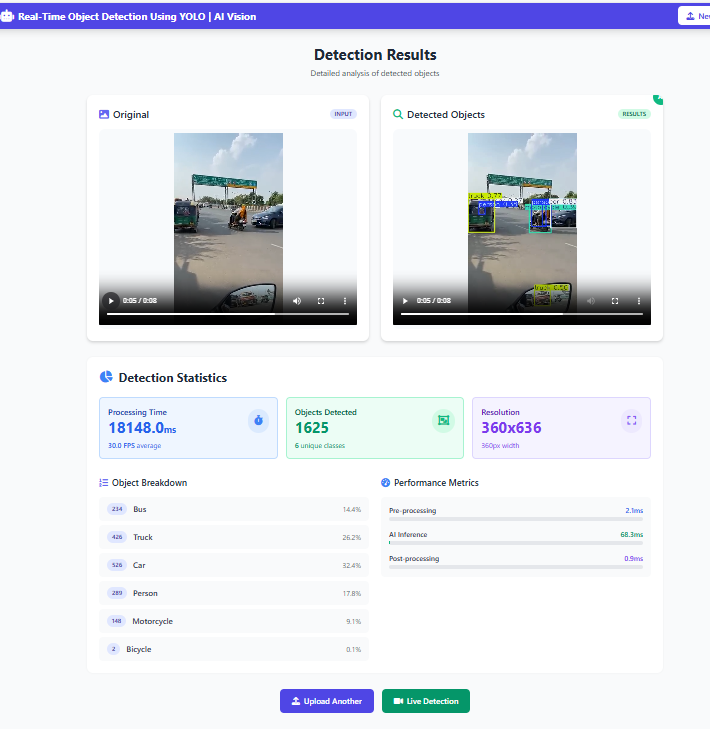 Real-Time Object Detection Using YOLO | AI Vision
Detection Results
Detailed analysis of detected objects
Original
INPUT
0:05 / 0:08
Detected Objects
RESULTS
truck 0.77
0:05 / 0:08
Detection Statistics
Processing Time
18148.0ms
30.0 FPS average
Objects Detected
1625
6 unique classes
Resolution
360x636
360px width
Object Breakdown
234 Bus 14.4%
426 Truck 26.2%
526 Car 32.4%
289 Person 17.8%
148 Motorcycle 9.1%
2 Bicycle 0.1%
Performance Metrics
Pre-processing 2.1ms
AI Inference 68.3ms
Post-processing 0.9ms
Upload Another
Live Detection